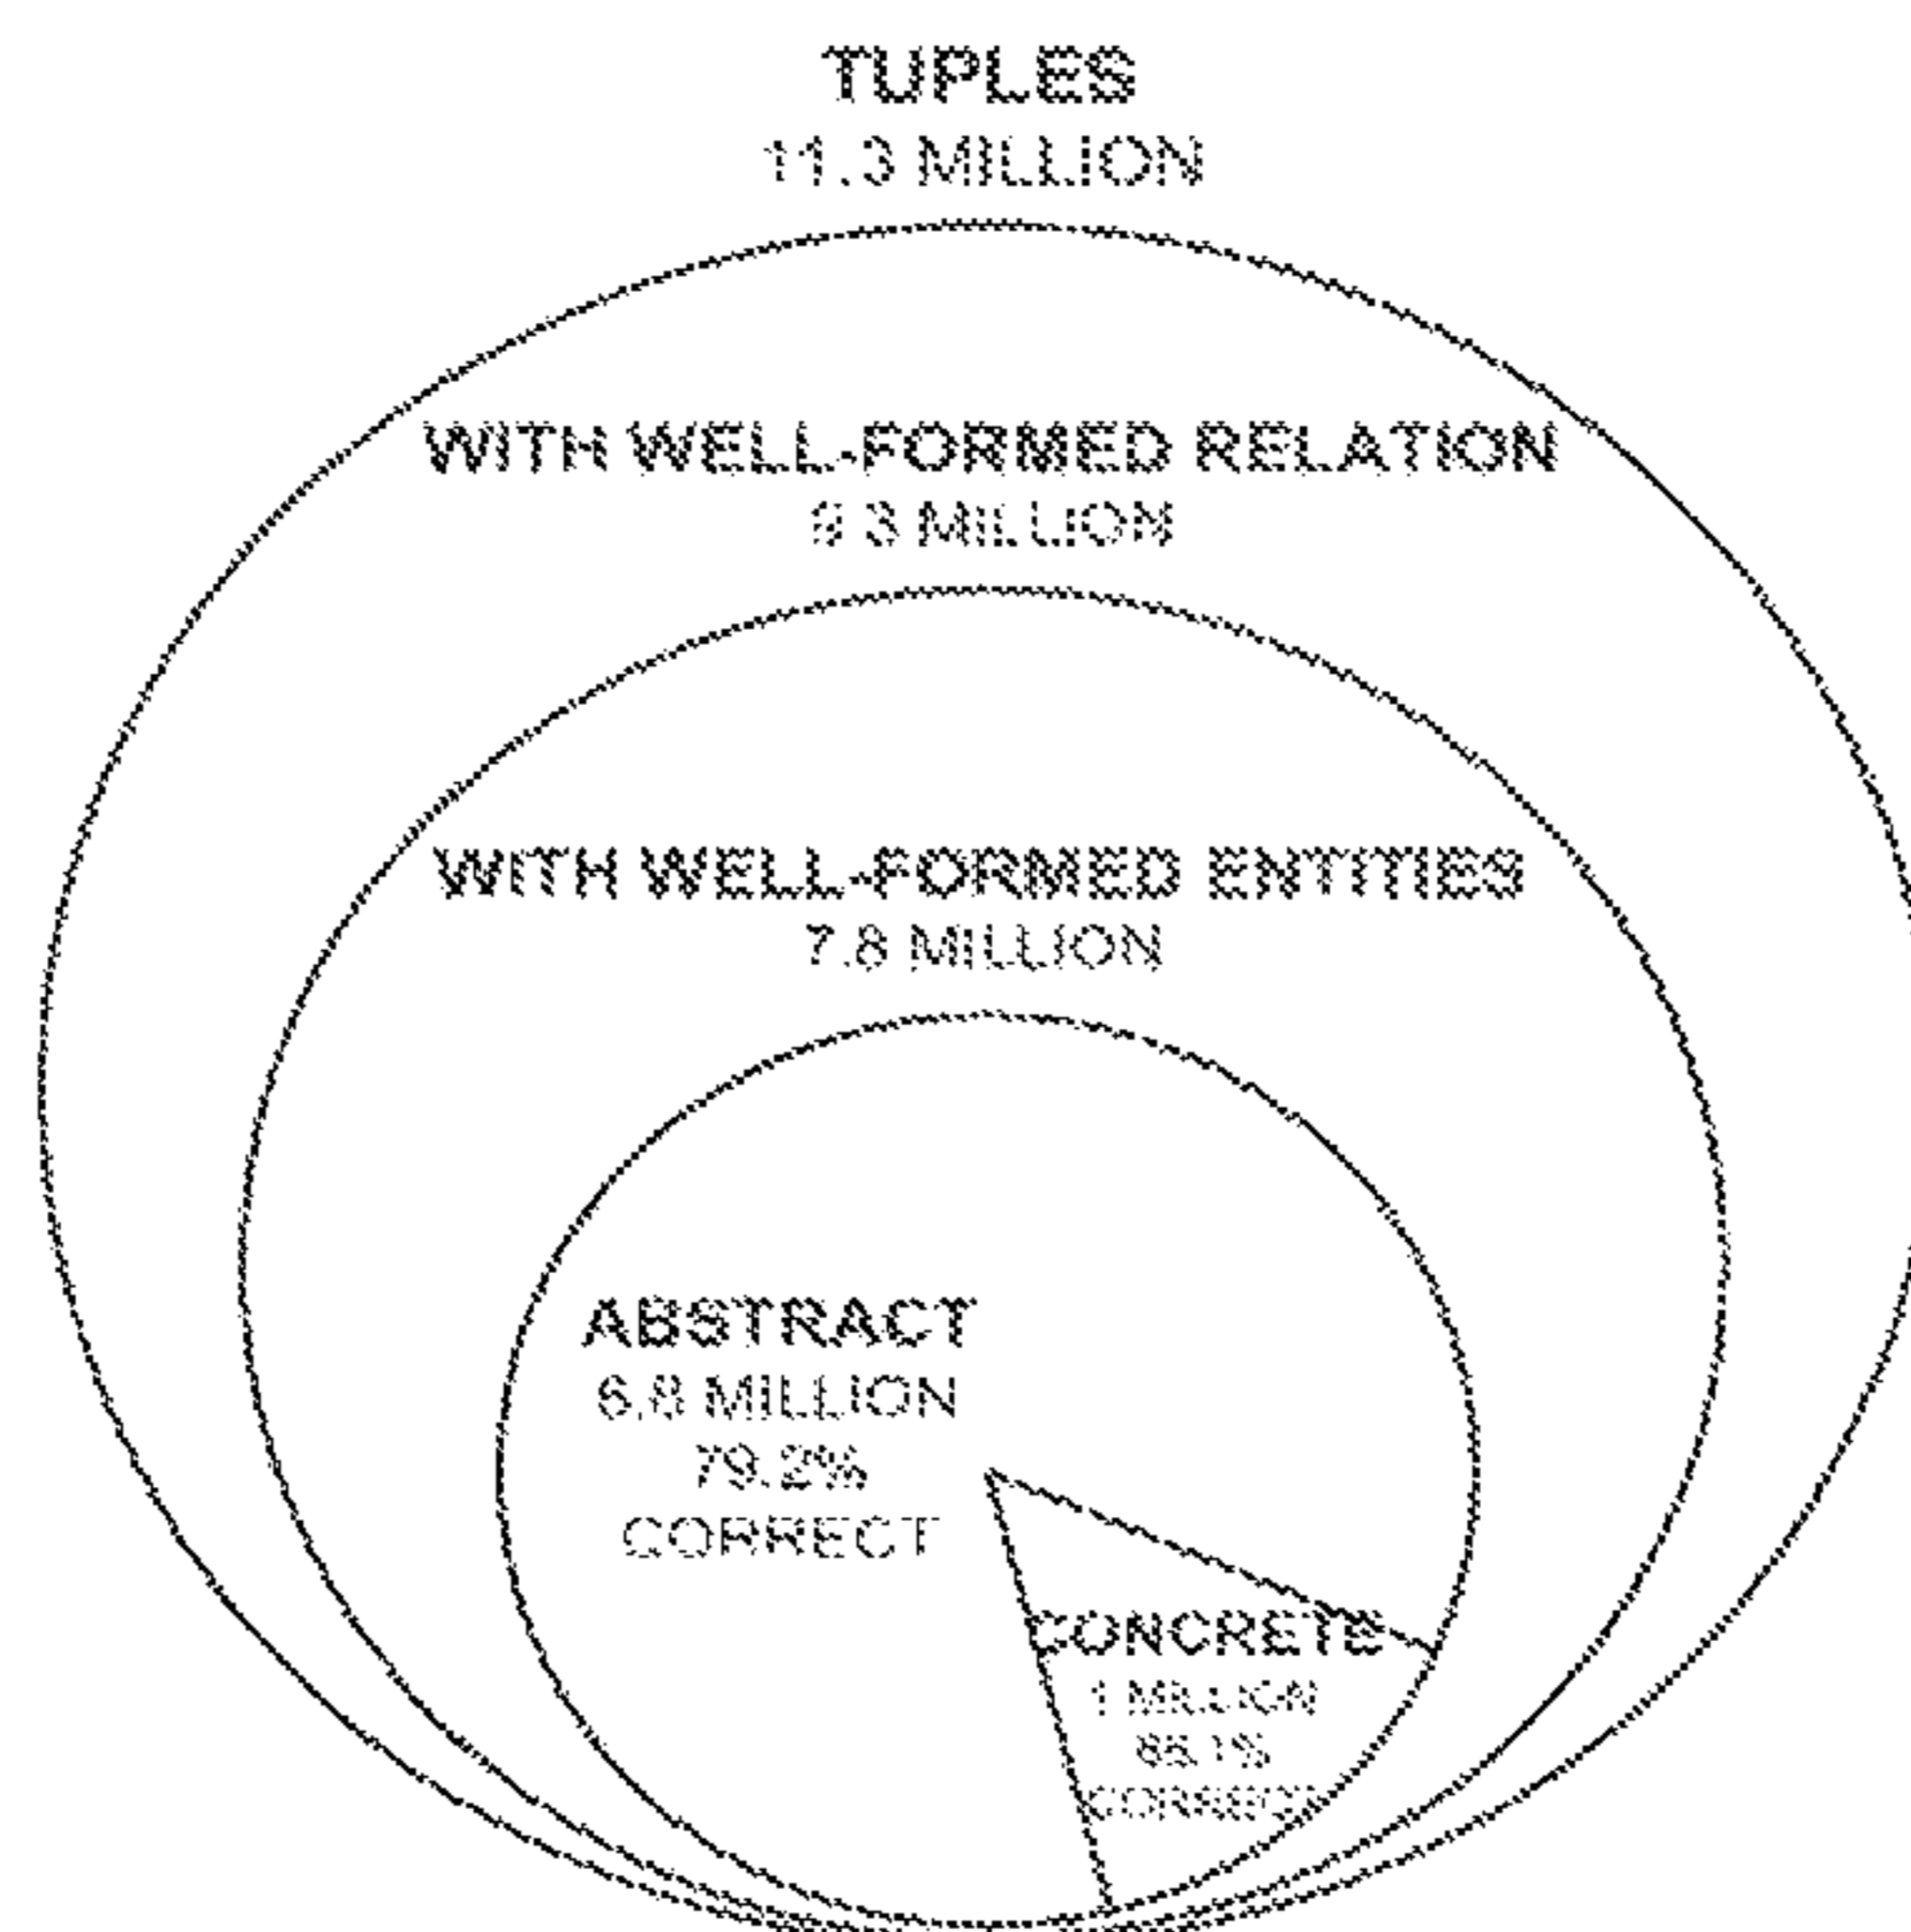 TUPLES
11.3 MILLION
WITH WELL-FORMED RELATION
9.3 MILLION
WITH WELL-FORMED ENTITIES
7.8 MILLION
ABSTRACT
6.8 MILLION
79.2%
CORRECT
CONCRETE
1 MILLION
CORRECT